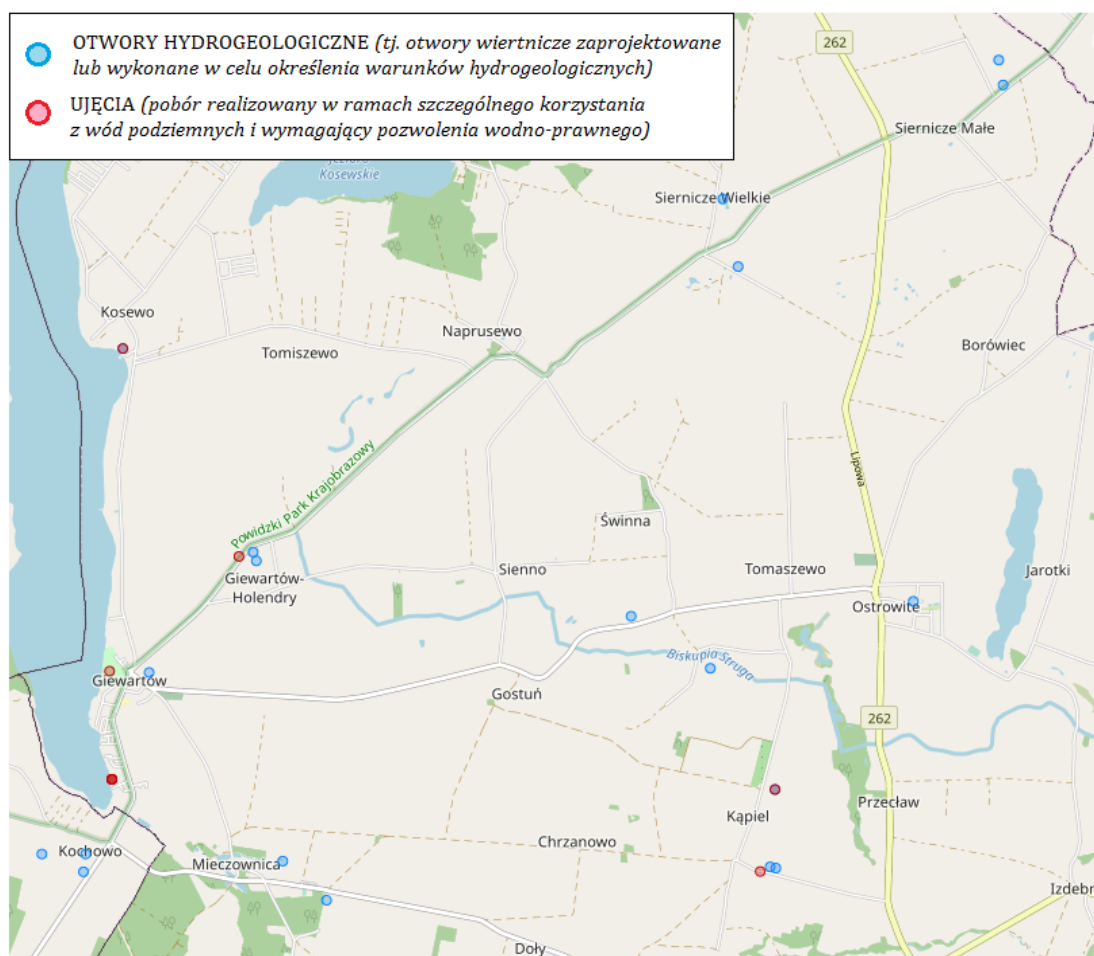 OTWORY HYDROGEOLOGICZNE (tj. otwory wiertnicze zaprojektowane
lub wykonane w celu określenia warunków hydrogeologicznych)
UJĘCIA (pobór realizowany w ramach szczególnego korzystania
z wód podziemnych i wymagający pozwolenia wodno-prawnego)
262
Siernicze Małe
Kosewskie
Siernicze Wielkie
Kosewo
Naprusewo
Tomiszewo
Borówiec
Powidzki Park Krajobrazowy
Lipowa
Świnna
Giewartów-
Holendry
Sienno
Tomaszewo
Jarotki
Ostrowite
Biskupia Struga
Giewartów
Gostuń
262
Przecław
Kąpiel
Chrzanowo
Kochowo
Mieczownica
Izdebn
Doły